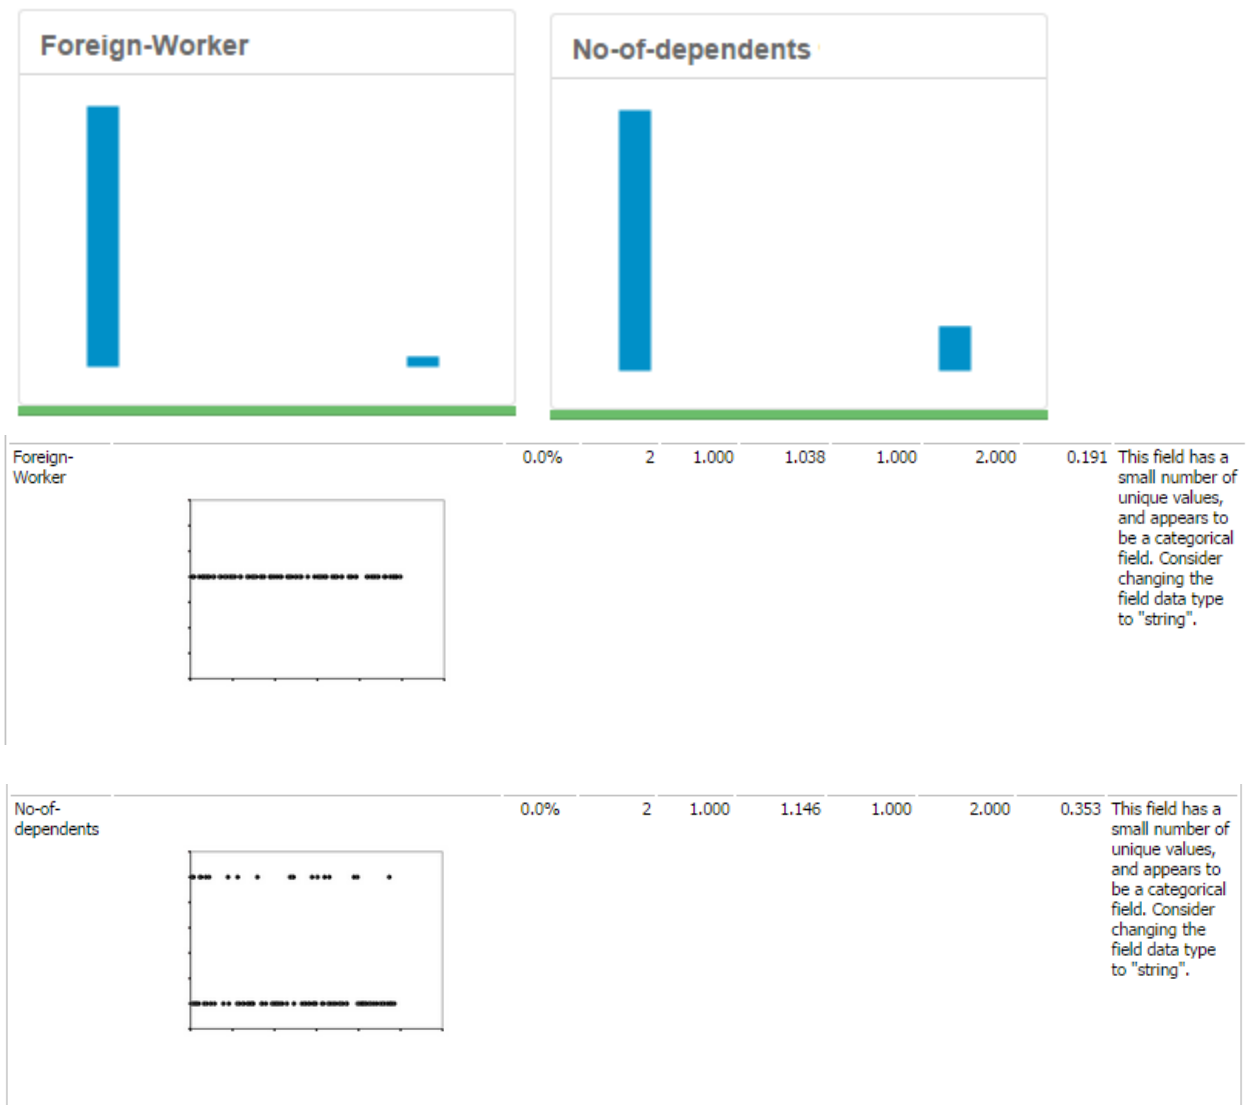 Foreign-Worker
No-of-dependents
Foreign-
Worker
0.0% 2 1.000 1.038 1.000 2.000 0.191
This field has a
small number of
unique values,
and appears to
be a categorical
field. Consider
changing the
field data type
to "string".
No-of-
dependents
0.0% 2 1.000 1.146 1.000 2.000 0.353
This field has a
small number of
unique values,
and appears to
be a categorical
field. Consider
changing the
field data type
to "string".